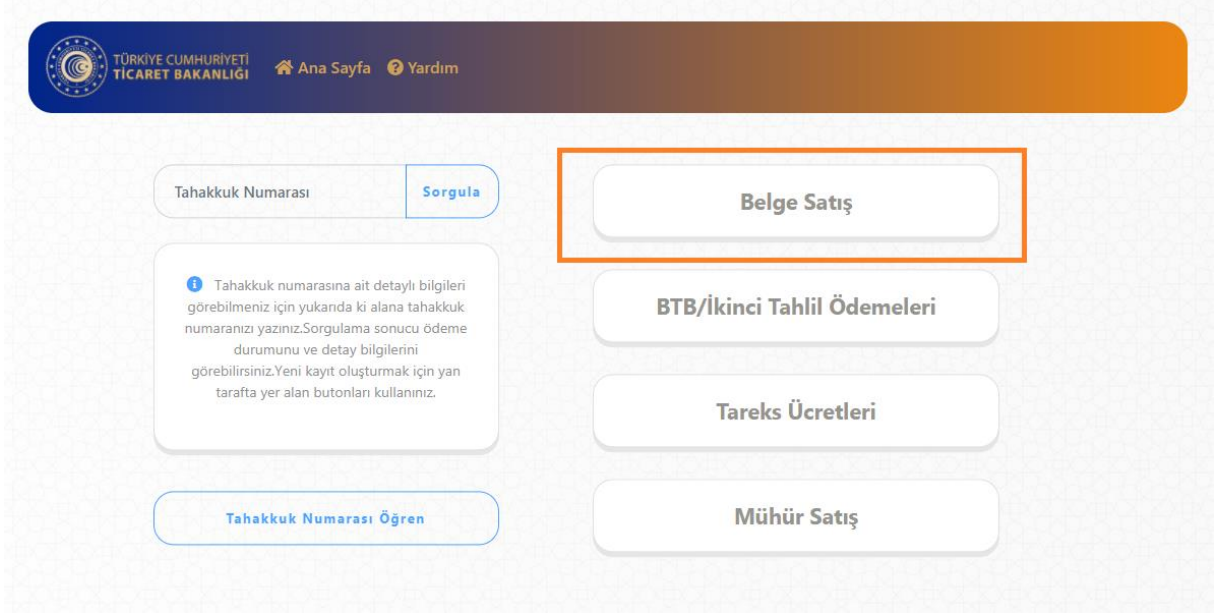 TÜRKİYE CUMHURİYETİ
TİCARET BAKANLIĞI
Ana Sayfa
Yardım
Tahakkuk Numarası
Sorgula
Tahakkuk numarasına ait detaylı bilgileri
görebilmeniz için yukarıda ki alana tahakkuk
numaranızı yazınız.Sorgulama sonucu ödeme
durumunu ve detay bilgilerini
görebilirsiniz.Yeni kayıt oluşturmak için yan
tarafta yer alan butonları kullanınız.
Tahakkuk Numarası Öğren
Belge Satış
BTB/İkinci Tahlil Ödemeleri
Tareks Ücretleri
Mühür Satış